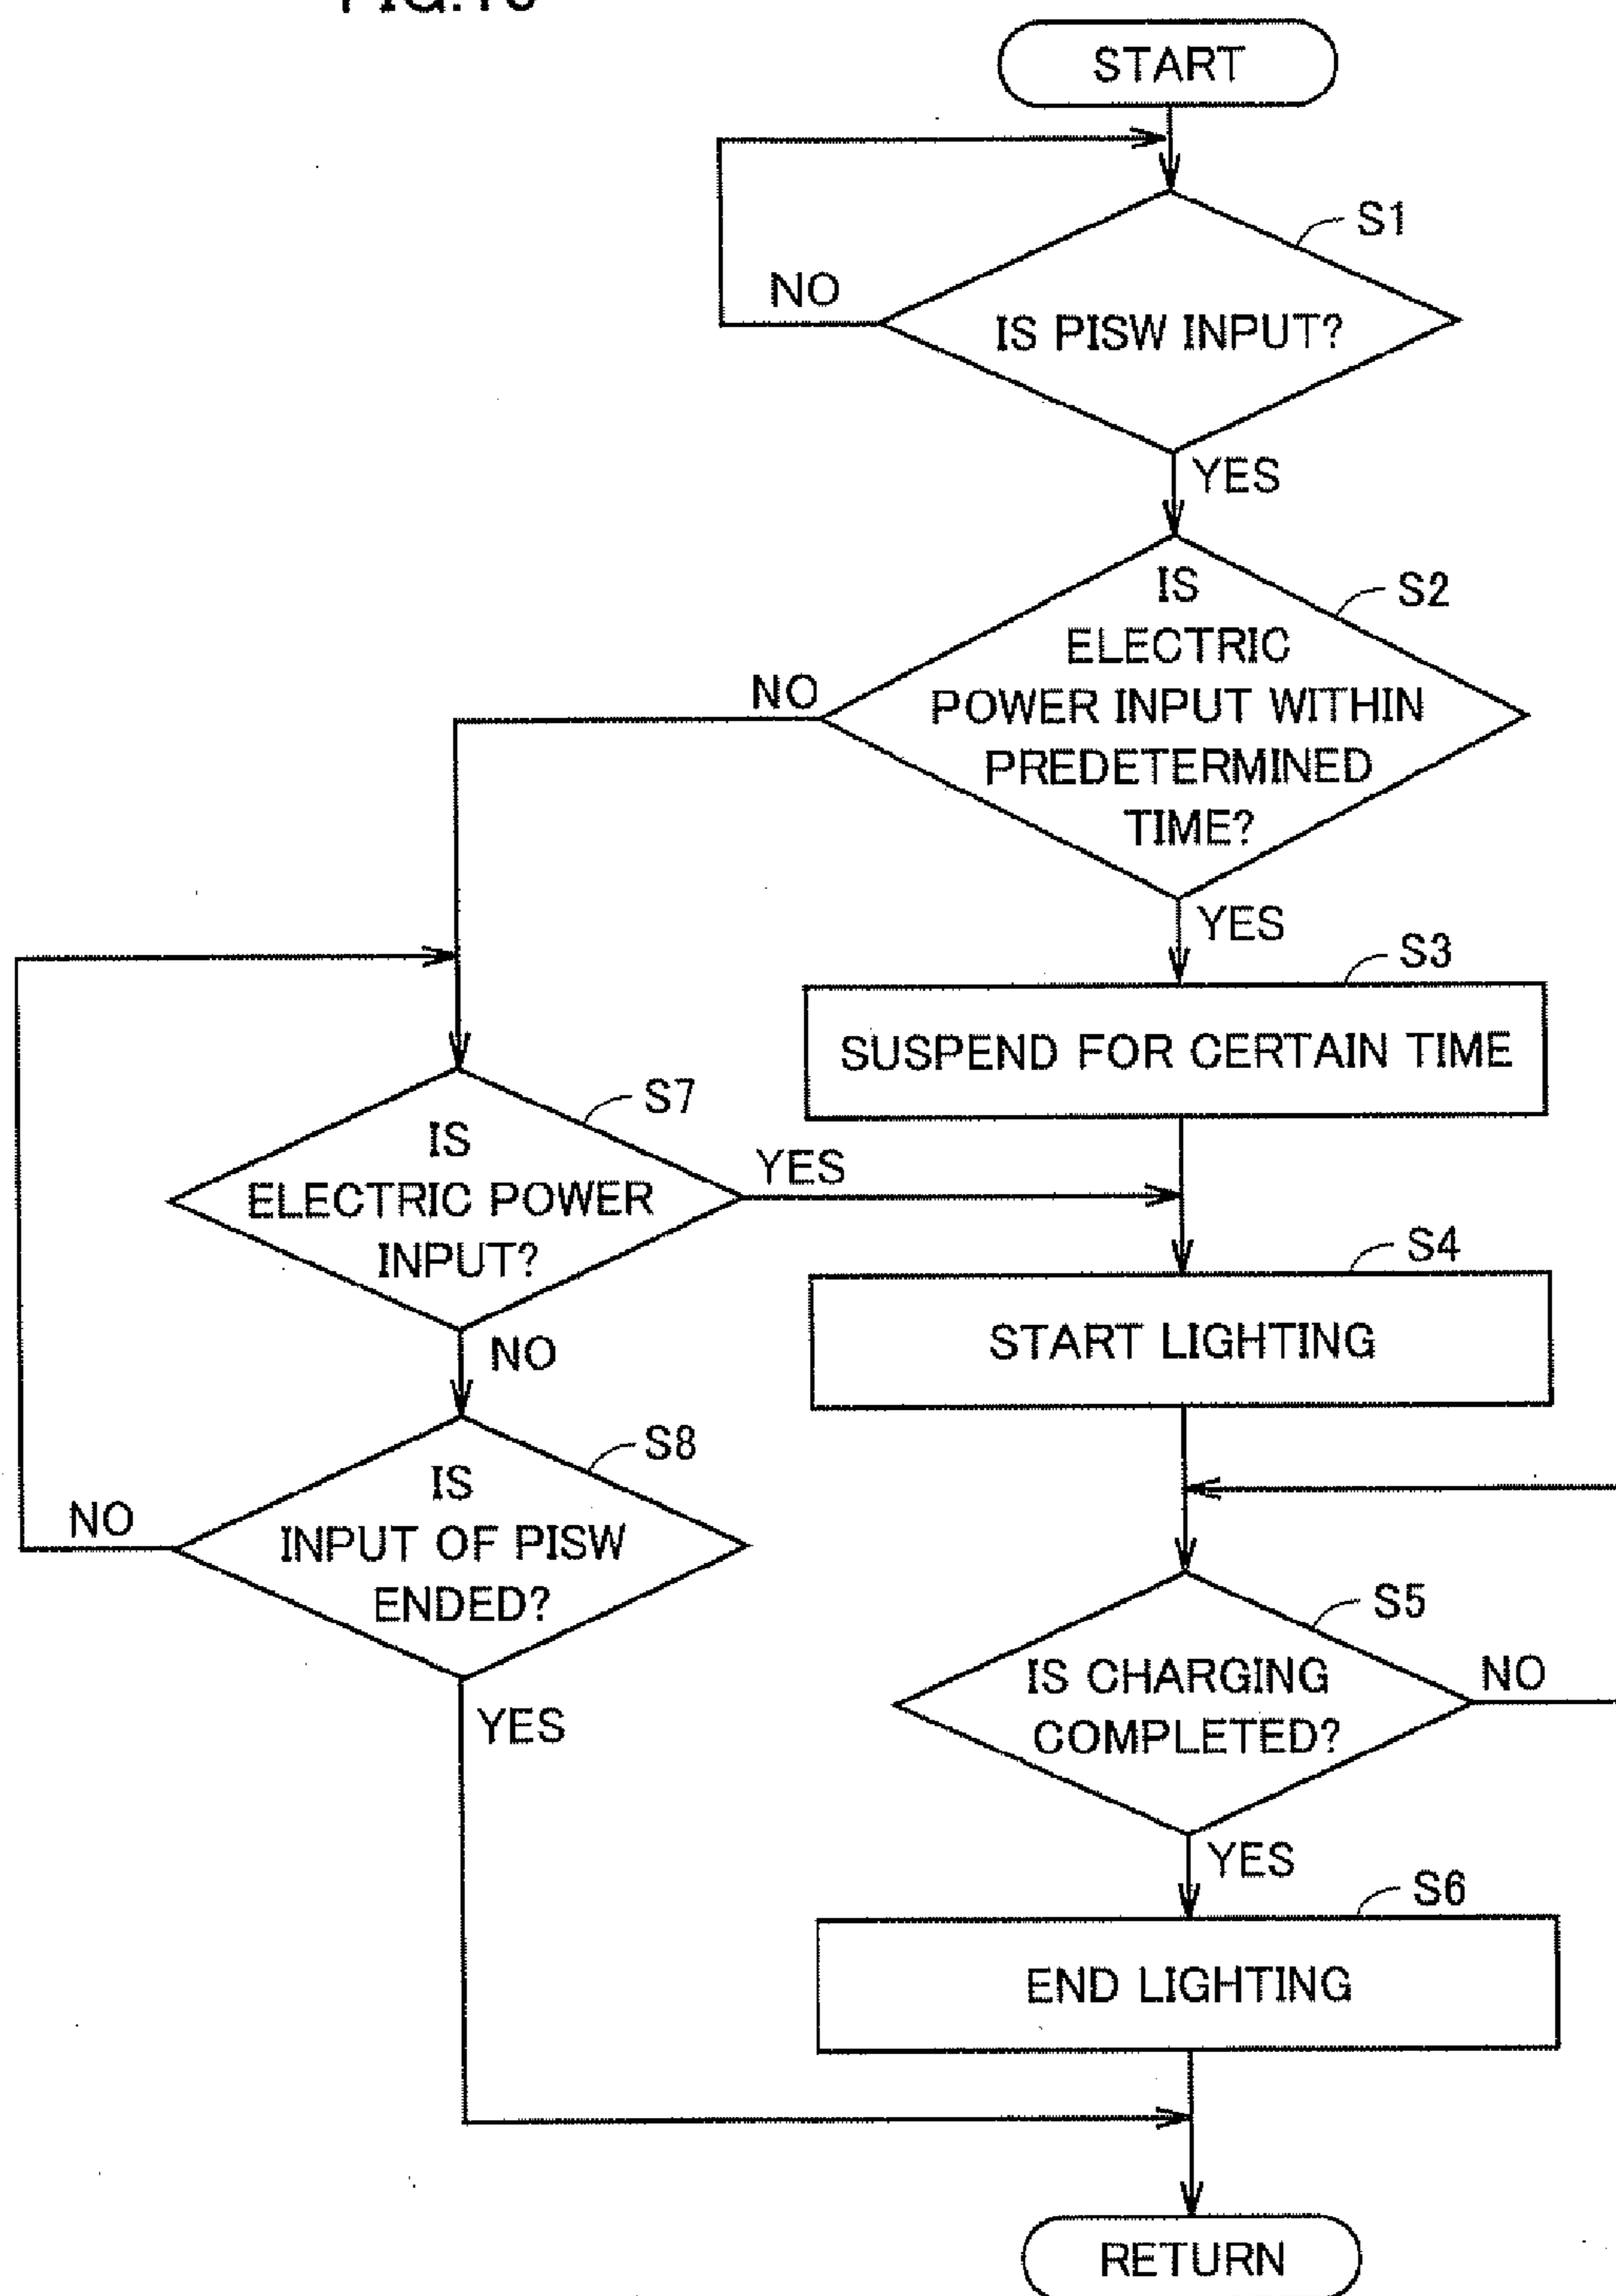 START
S1
NO
IS PISW INPUT?
YES
S2
IS
ELECTRIC
POWER INPUT WITHIN
PREDETERMINED
TIME?
NO
YES
S3
SUSPEND FOR CERTAIN TIME
S7
IS
ELECTRIC POWER
INPUT?
YES
S4
START LIGHTING
NO
S8
IS
INPUT OF PISW
ENDED?
NO
S5
IS CHARGING
COMPLETED?
NO
YES
YES
S6
END LIGHTING
RETURN